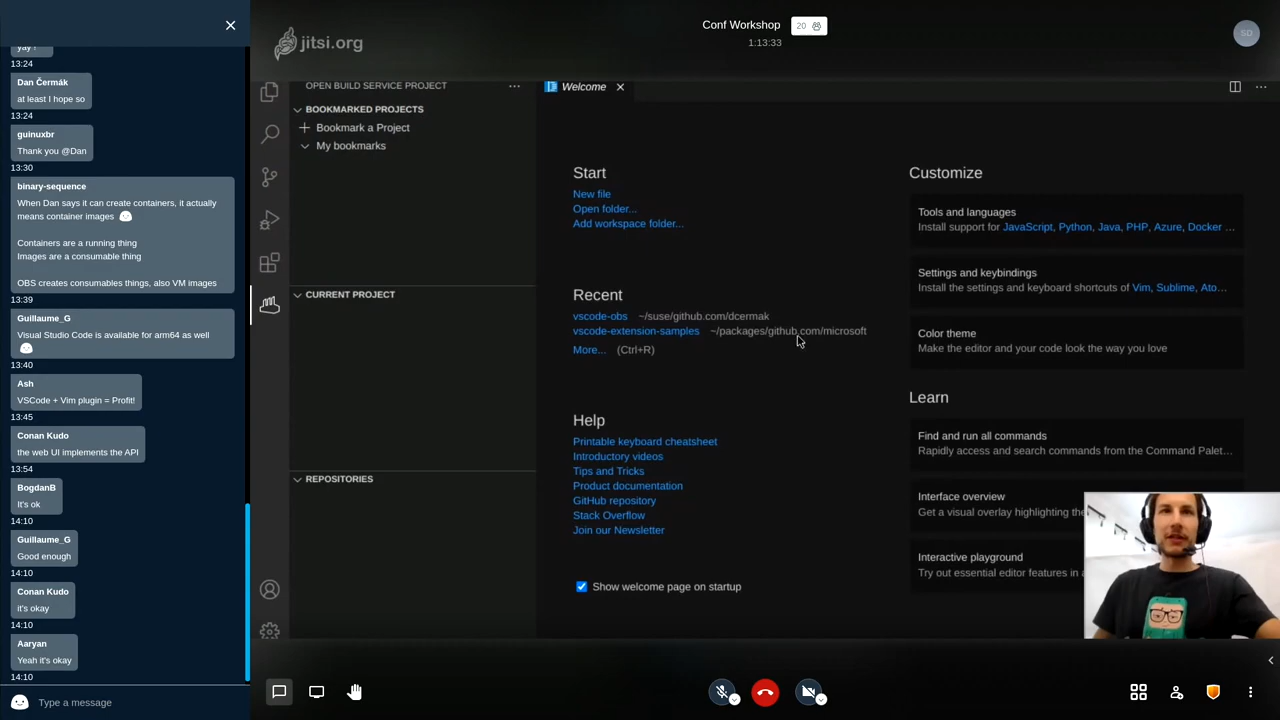 yay !
13:24
Dan Čermák
at least I hope so
13:24
guinuxbr
Thank you @Dan
13:30
binary-sequence
When Dan says it can create containers, it actually
means container images
Containers are a running thing
Images are a consumable thing
OBS creates consumables things, also VM images
13:39
Guillaume_G
Visual Studio Code is available for arm64 as well
13:40
Ash
VSCode + Vim plugin = Profit!
13:45
Conan Kudo
the web UI implements the API
13:54
BogdanB
It's ok
14:10
Guillaume_G
Good enough
14:10
Conan Kudo
it's okay
14:10
Aaryan
Yeah it's okay
14:10
Type a message
jitsi.org
Conf Workshop
20
1:13:33
SD
OPEN BUILD SERVICE PROJECT
BOOKMARKED PROJECTS
Bookmark a Project
My bookmarks
CURRENT PROJECT
REPOSITORIES
Welcome
Start
New file
Open folder...
Add workspace folder...
Recent
vscode-obs ~/suse/github.com/dcermak
vscode-extension-samples ~/packages/github.com/microsoft
More... (Ctrl+R)
Help
Printable keyboard cheatsheet
Introductory videos
Tips and Tricks
Product documentation
GitHub repository
Stack Overflow
Join our Newsletter
Show welcome page on startup
Customize
Tools and languages
Install support for JavaScript, Python, Java, PHP, Azure, Docker ...
Settings and keybindings
Install the settings and keyboard shortcuts of Vim, Sublime, Ato...
Color theme
Make the editor and your code look the way you love
Learn
Find and run all commands
Rapidly access and search commands from the Command Palet...
Interface overview
Get a visual overlay highlighting the
Interactive playground
Try out essential editor features in a